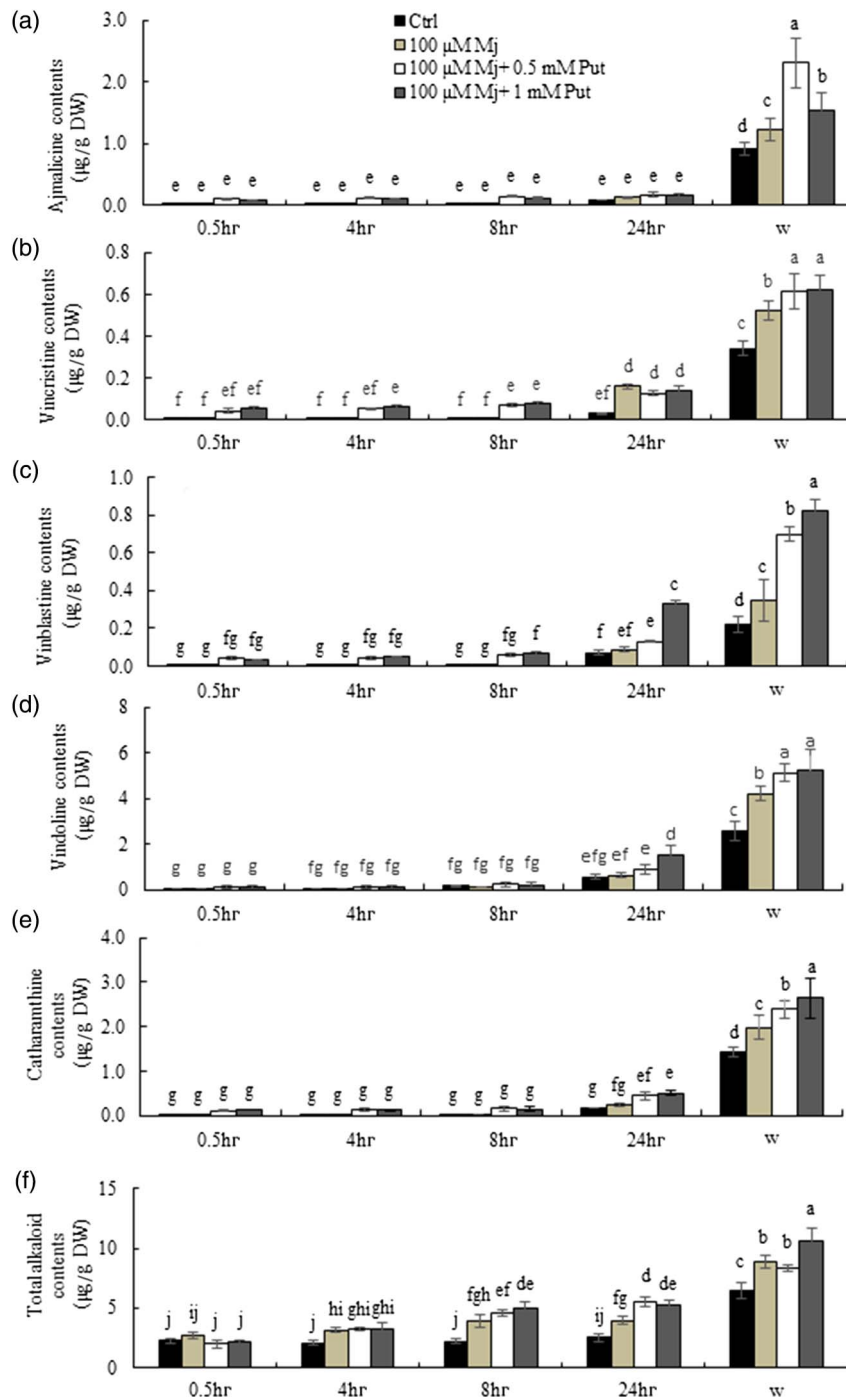 (a)
Ctrl
100 µM Mj
100 µM Mj+ 0.5 mM Put
100 µM Mj+ 1 mM Put
Ajmalicine contents
(µg/g DW)
3.0
2.0
1.0
0.0
e e e e
e e e e
e e e e
e e e e
d c a b
0.5hr 4hr 8hr 24hr w
(b)
Vincristine contents
(µg/g DW)
0.8
0.6
0.4
0.2
0.0
f f ef ef
f f ef e
f f e e
ef d d d
c b a a
0.5hr 4hr 8hr 24hr w
(c)
Vinblastine contents
(µg/g DW)
1.0
0.8
0.6
0.4
0.2
0.0
g g fg fg
g g fg fg
g g fg f
f ef e c
d c b a
0.5hr 4hr 8hr 24hr w
(d)
Vindoline contents
(µg/g DW)
8
6
4
2
0
g g g g
fg fg fg fg
fg fg fg fg
efg ef e d
c b a a
0.5hr 4hr 8hr 24hr w
(e)
Catharanthine
contents
(µg/g DW)
4.0
3.0
2.0
1.0
0.0
g g g g
g g g g
g g g g
g fg ef e
d c b a
0.5hr 4hr 8hr 24hr w
(f)
Total alkaloid
contents
(µg/g DW)
15
10
5
0
j ij j j
j hi ghi ghi
j fgh ef de
ij fg d de
c b b a
0.5hr 4hr 8hr 24hr w